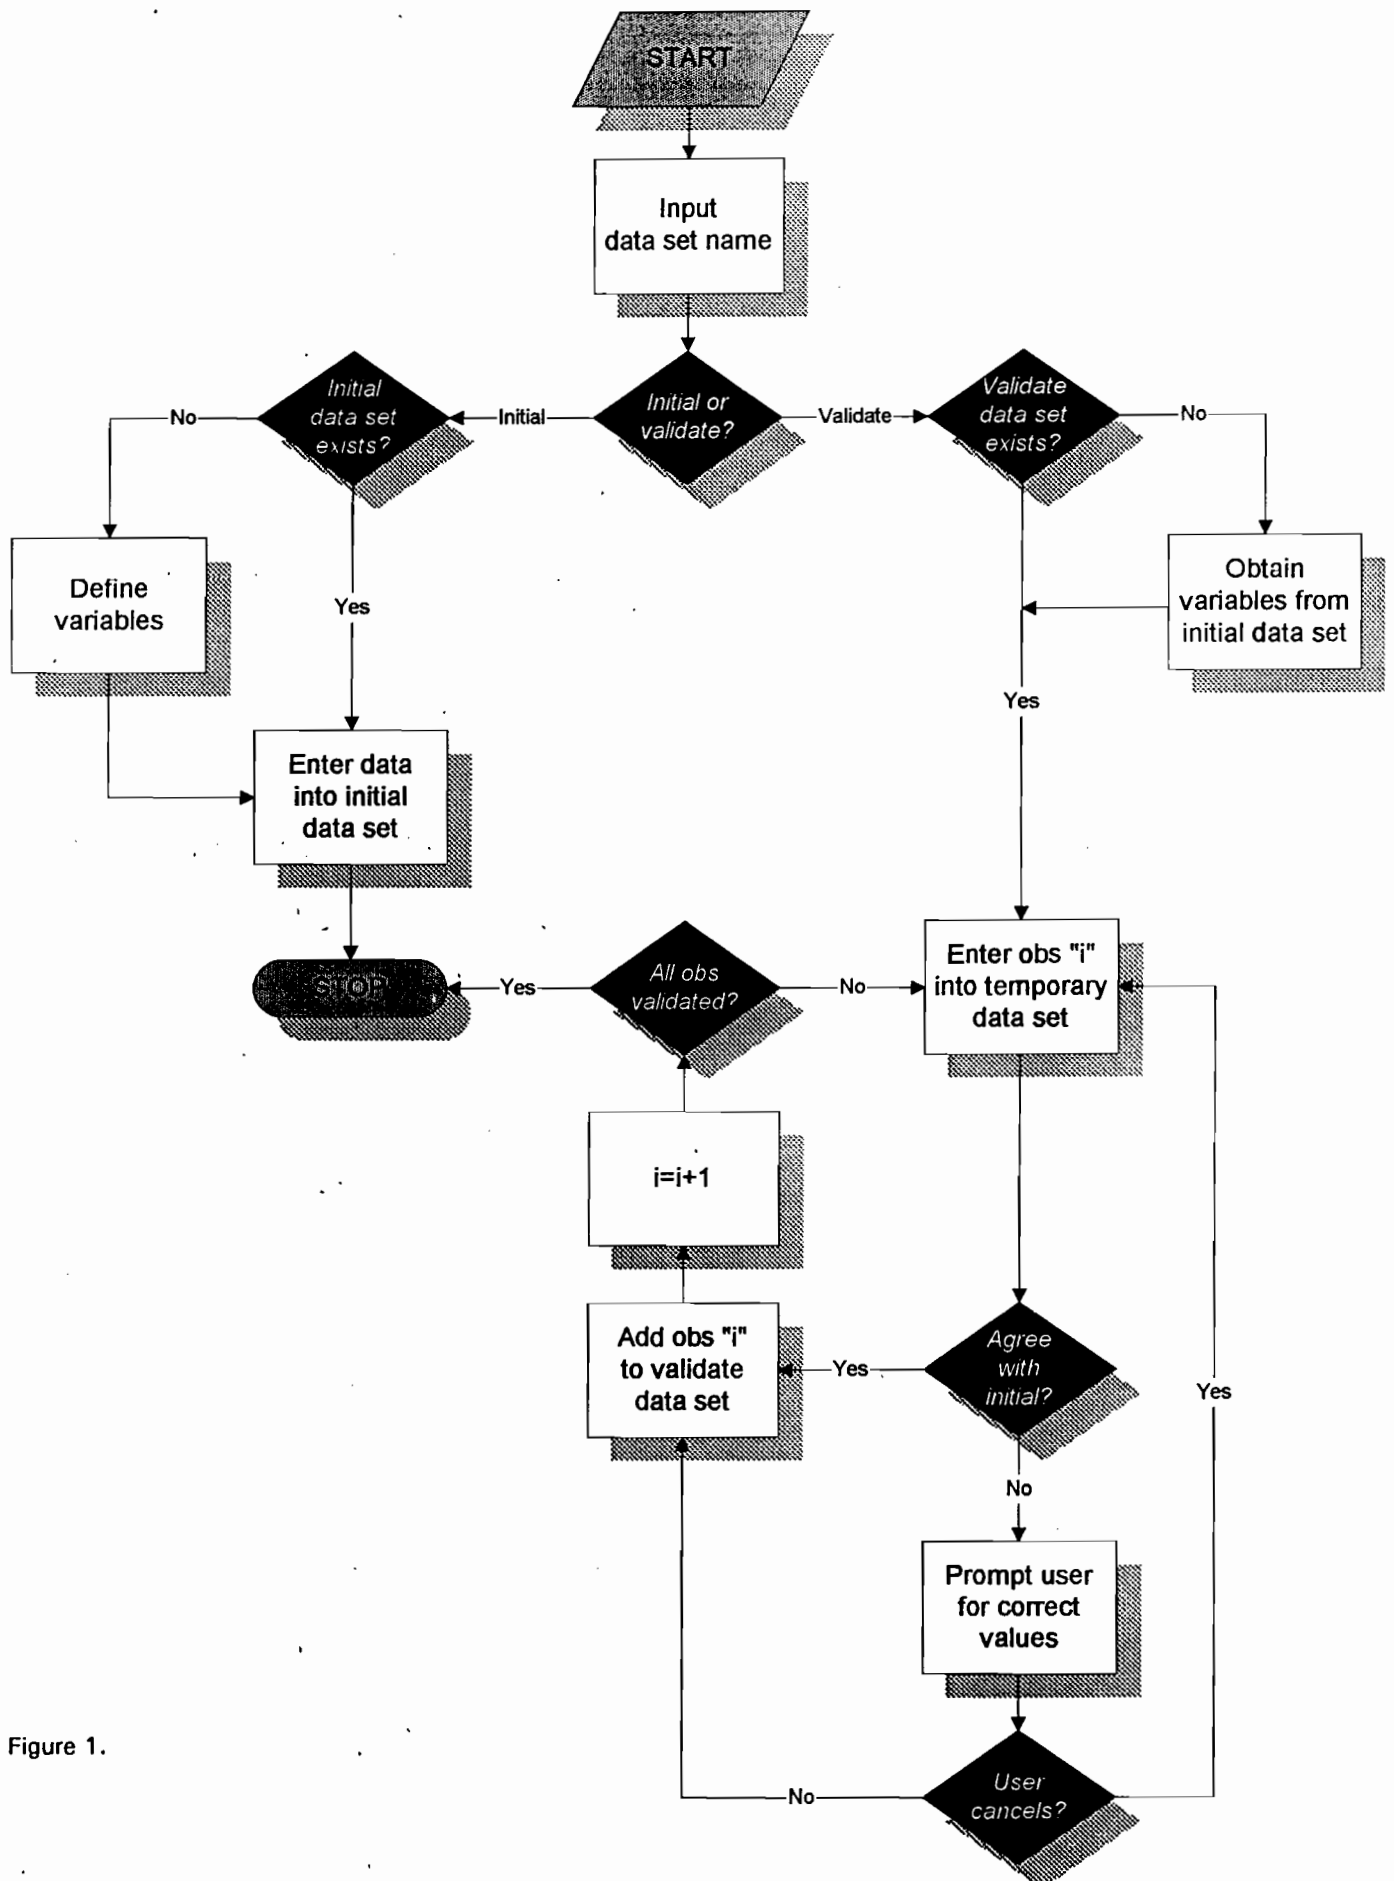 START
Input
data set name
Initial
data set
exists?
Initial or
validate?
Validate
data set
exists?
No
Initial
Validate
No
Define
variables
Yes
Obtain
variables from
initial data set
Yes
Enter data
into initial
data set
STOP
Yes
All obs
validated?
No
Enter obs "i"
into temporary
data set
i=i+1
Add obs "i"
to validate
data set
Yes
Agree
with
initial?
Yes
No
Prompt user
for correct
values
Figure 1.
No
User
cancels?